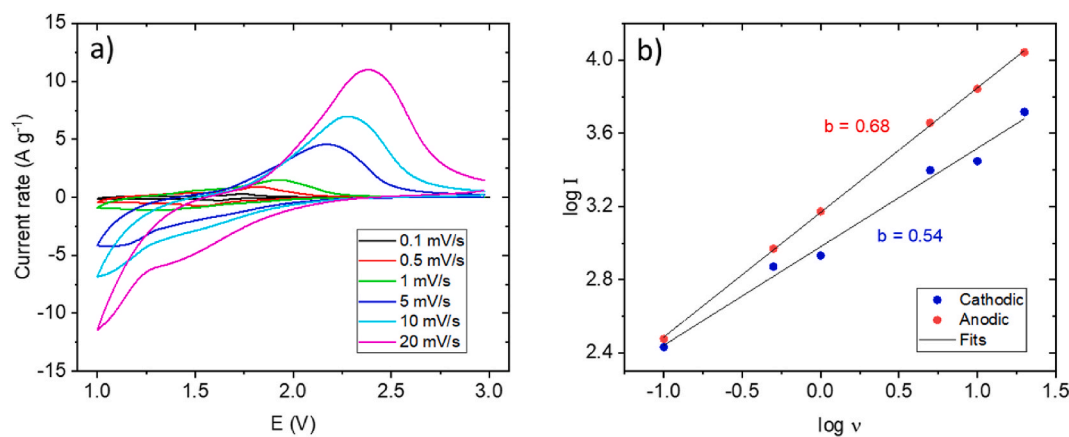 a)
15
10
5
0
-5
-10
-15
Current rate (A g-1)
1.0
1.5
2.0
2.5
3.0
E (V)
0.1 mV/s
0.5 mV/s
1 mV/s
5 mV/s
10 mV/s
20 mV/s
b)
4.0
3.6
3.2
2.8
2.4
log I
b = 0.68
b = 0.54
Cathodic
Anodic
Fits
-1.0
-0.5
0.0
0.5
1.0
1.5
log ν